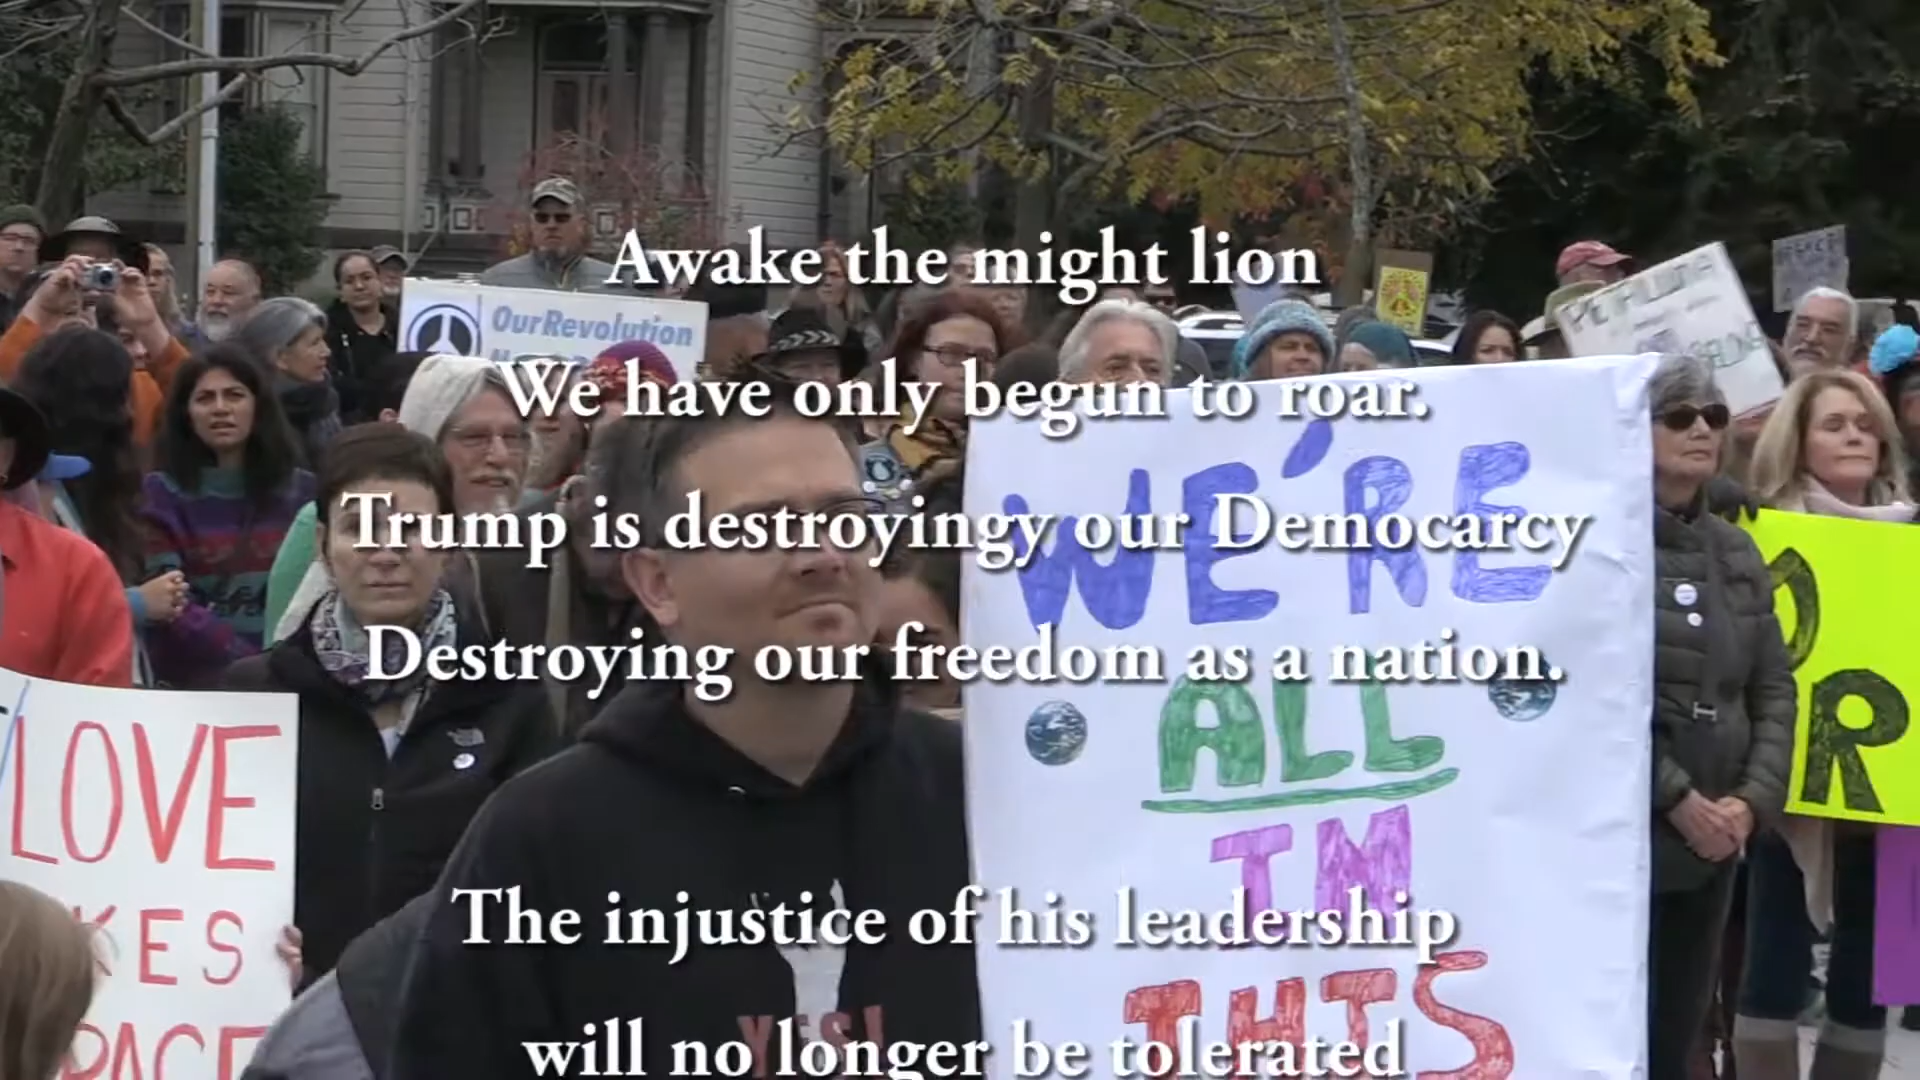 Awake the might lion
OurRevolution
We have only begun to roar.
WE'RE
Trump is destroyingy our Democarcy
Destroying our freedom as a nation.
ALL
LOVE
R
IN
The injustice of his leadership
KES
THIS
YES!
will no longer be tolerated